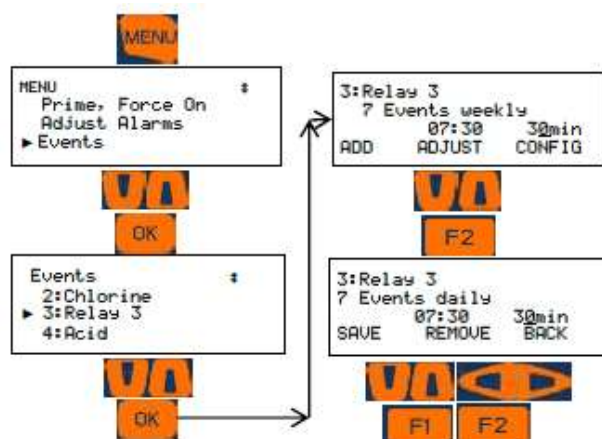 MENU
MENU
Prime, Force On
Adjust Alarms
►Events
OK
Events
2:Chlorine
► 3:Relay 3
4:Acid
OK
3:Relay 3
7 Events weekly
07:30 30min
ADD ADJUST CONFIG
F2
3:Relay 3
7 Events daily
07:30 30min
SAVE REMOVE BACK
F1 F2